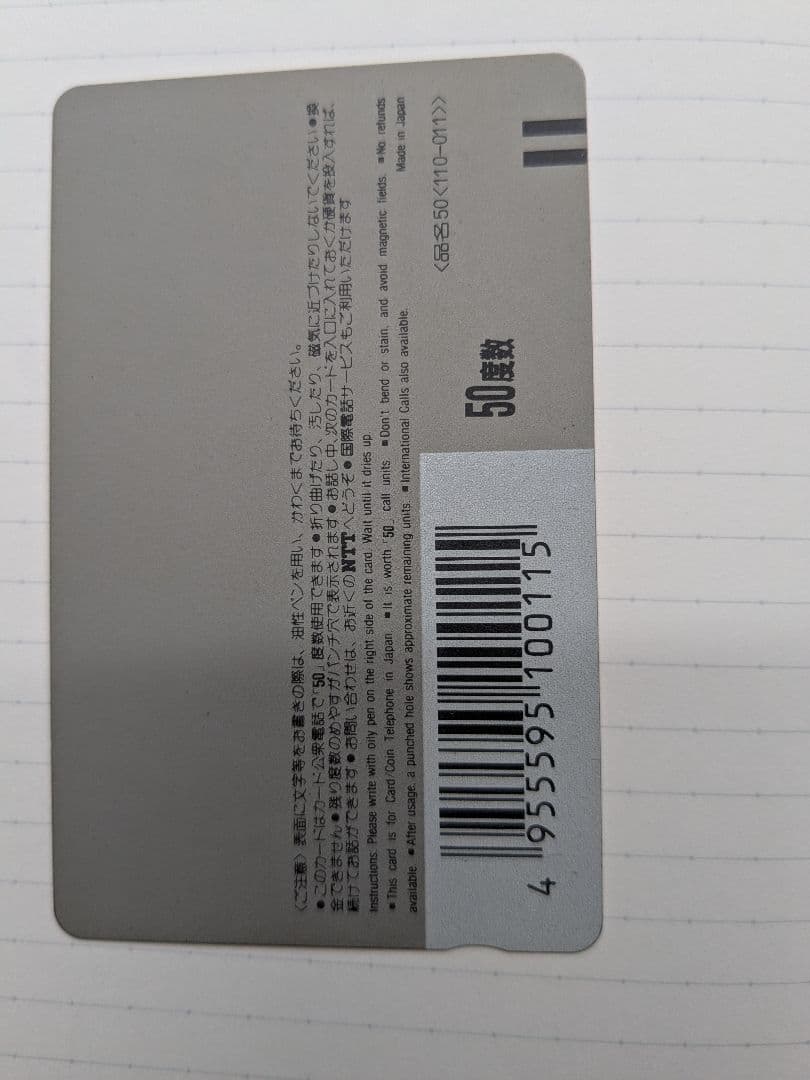 〈ご注意〉表面に文字等をお書きの際は、油性ペンを用い、かわくまでお待ちください。
●このカードはカード公衆電話で「50」度数使用できます●折り曲げたり、汚したり、磁気に近づけたりしないでください●換
金できません●残り度数のめやすがパンチ穴で表示されます●お話し中、次のカードを入口に入れておくか硬貨を投入すれば、
続けてお話ができます●お問い合わせは、お近くのNTTへどうぞ●国際電話サービスもご利用いただけます
Instructions: Please write with oily pen on the right side of the card. Wait until it dries up.
■This card is for Card/Coin Telephone in Japan. ■It is worth「50」call units. ■Don't bend or stain, and avoid magnetic fields. ■No refunds
available. ■After usage, a punched hole shows approximate remaining units. ■International Calls also available. Made in Japan
〈品名50〈110-011〉〉
50度数
4 955595 100115